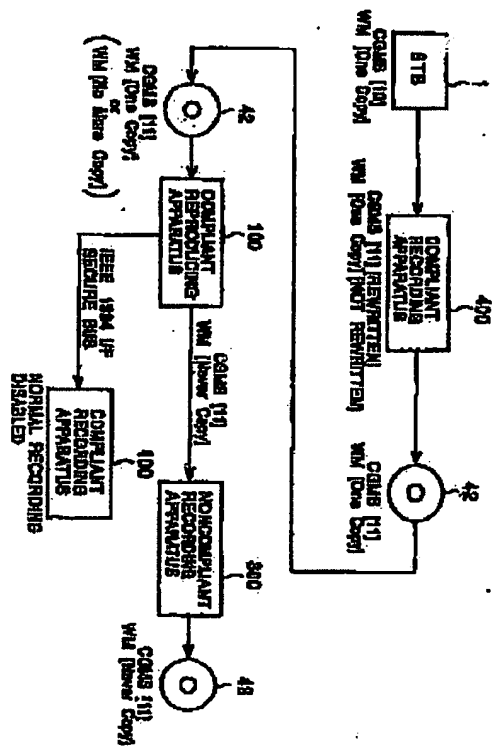 1
STB
CGMS [10]
WM [One Copy]
400
COMPLIANT
RECORDING
APPARATUS
CGMS [11] [REWRITTEN]
WM [One Copy] [NOT REWRITTEN]
42
CGMS [11]
WM [One Copy]
42
CGMS [11]
WM [One Copy]
or
(WM [No More Copy])
100
COMPLIANT
REPRODUCING
APPARATUS
CGMS [11]
WM [Never Copy]
IEEE 1394 I/F
SECURE BUS
400
COMPLIANT
RECORDING
APPARATUS
NORMAL RECORDING
DISABLED
300
NONCOMPLIANT
RECORDING
APPARATUS
CGMS [11]
WM [Never Copy]